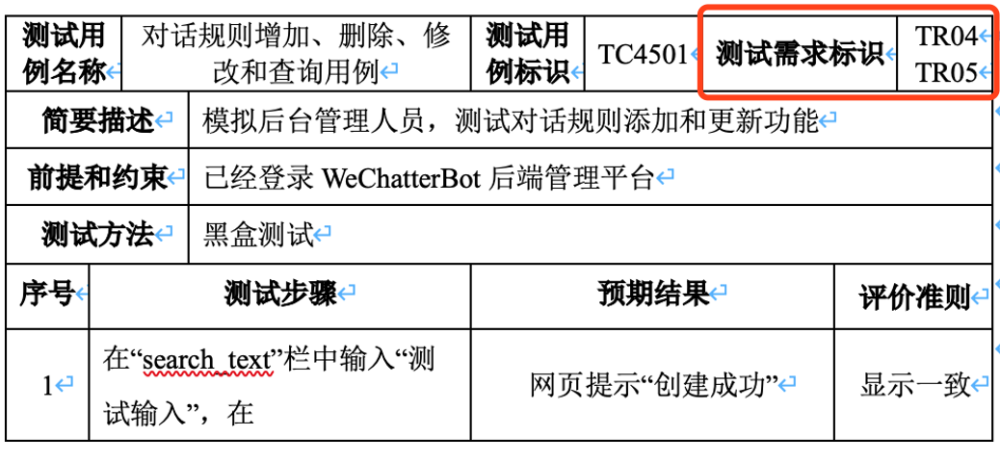 测试用例名称 对话规则增加、删除、修改和查询用例 测试用例标识 TC4501 测试需求标识 TR04 TR05
简要描述 模拟后台管理人员，测试对话规则添加和更新功能
前提和约束 已经登录 WeChatterBot 后端管理平台
测试方法 黑盒测试
序号 测试步骤 预期结果 评价准则
1 在“search_text”栏中输入“测试输入”，在 网页提示“创建成功” 显示一致